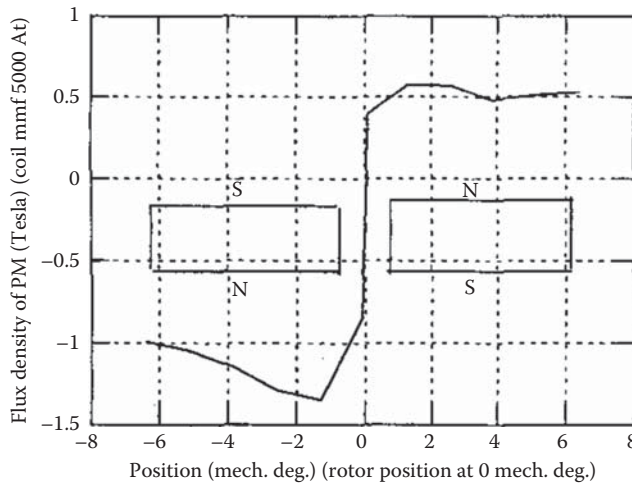 Flux density of PM (Tesla) (coil mmf 5000 At)
1
0.5
0
−0.5
−1
−1.5
S
N
N
S
−8
−6
−4
−2
0
2
4
6
8
Position (mech. deg.) (rotor position at 0 mech. deg.)